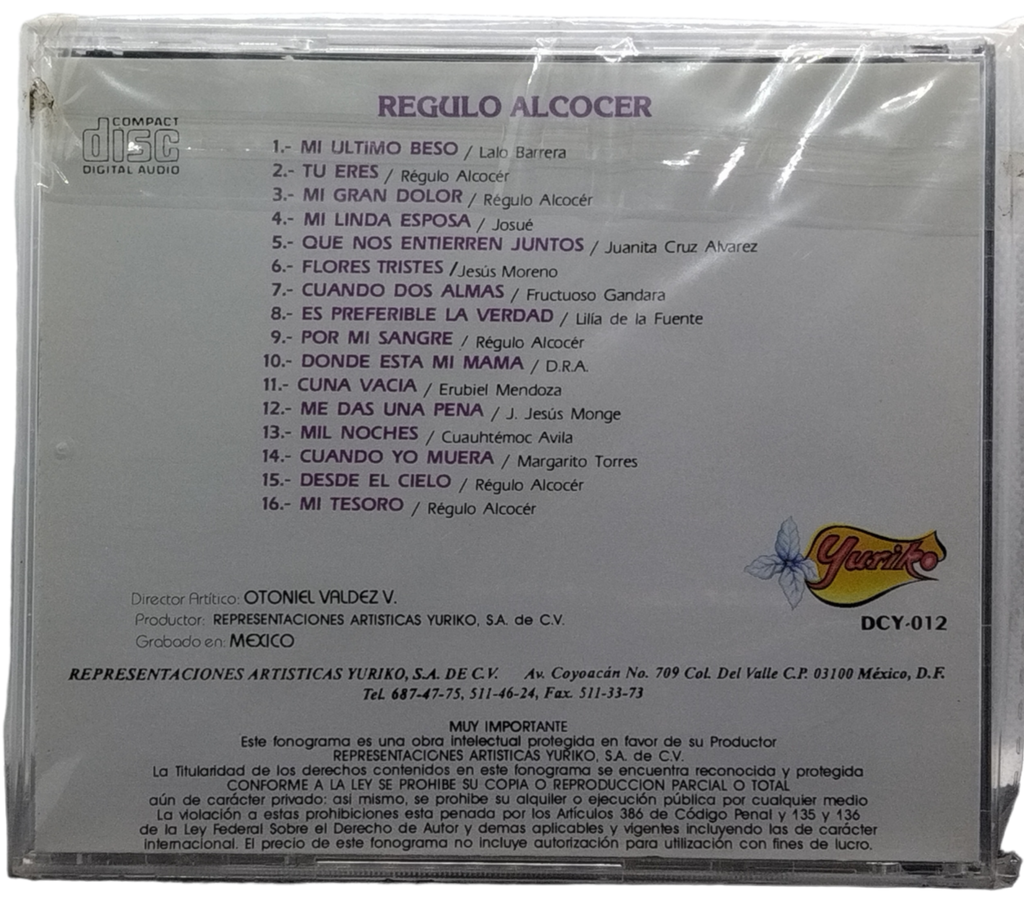 REGULO ALCOCER
COMPACT
disc
DIGITAL AUDIO
1.- MI ULTIMO BESO / Lalo Barrera
2.- TU ERES / Régulo Alcocér
3.- MI GRAN DOLOR / Régulo Alcocér
4.- MI LINDA ESPOSA / Josué
5.- QUE NOS ENTIERREN JUNTOS / Juanita Cruz Alvarez
6.- FLORES TRISTES / Jesús Moreno
7.- CUANDO DOS ALMAS / Fructuoso Gandara
8.- ES PREFERIBLE LA VERDAD / Lilía de la Fuente
9.- POR MI SANGRE / Régulo Alcocér
10.- DONDE ESTA MI MAMA / D.R.A.
11.- CUNA VACIA / Erubiel Mendoza
12.- ME DAS UNA PENA / J. Jesús Monge
13.- MIL NOCHES / Cuauhtémoc Avila
14.- CUANDO YO MUERA / Margarito Torres
15.- DESDE EL CIELO / Régulo Alcocér
16.- MI TESORO / Régulo Alcocér
Yuriko
DCY-012
Director Artítico: OTONIEL VALDEZ V.
Productor: REPRESENTACIONES ARTISTICAS YURIKO, S.A. de C.V.
Grabado en: MEXICO
REPRESENTACIONES ARTISTICAS YURIKO, S.A. DE C.V. Av. Coyoacán No. 709 Col. Del Valle C.P. 03100 México, D.F.
Tel. 687-47-75, 511-46-24, Fax. 511-33-73
MUY IMPORTANTE
Este fonograma es una obra intelectual protegida en favor de su Productor
REPRESENTACIONES ARTISTICAS YURIKO, S.A. de C.V.
La Titularidad de los derechos contenidos en este fonograma se encuentra reconocida y protegida
CONFORME A LA LEY SE PROHIBE SU COPIA O REPRODUCCION PARCIAL O TOTAL
aún de carácter privado: así mismo, se prohibe su alquiler o ejecución pública por cualquier medio
La violación a estas prohibiciones esta penada por los Artículos 386 de Código Penal y 135 y 136
de la Ley Federal Sobre el Derecho de Autor y demas aplicables y vigentes incluyendo las de carácter
internacional. El precio de este fonograma no incluye autorización para utilización con fines de lucro.